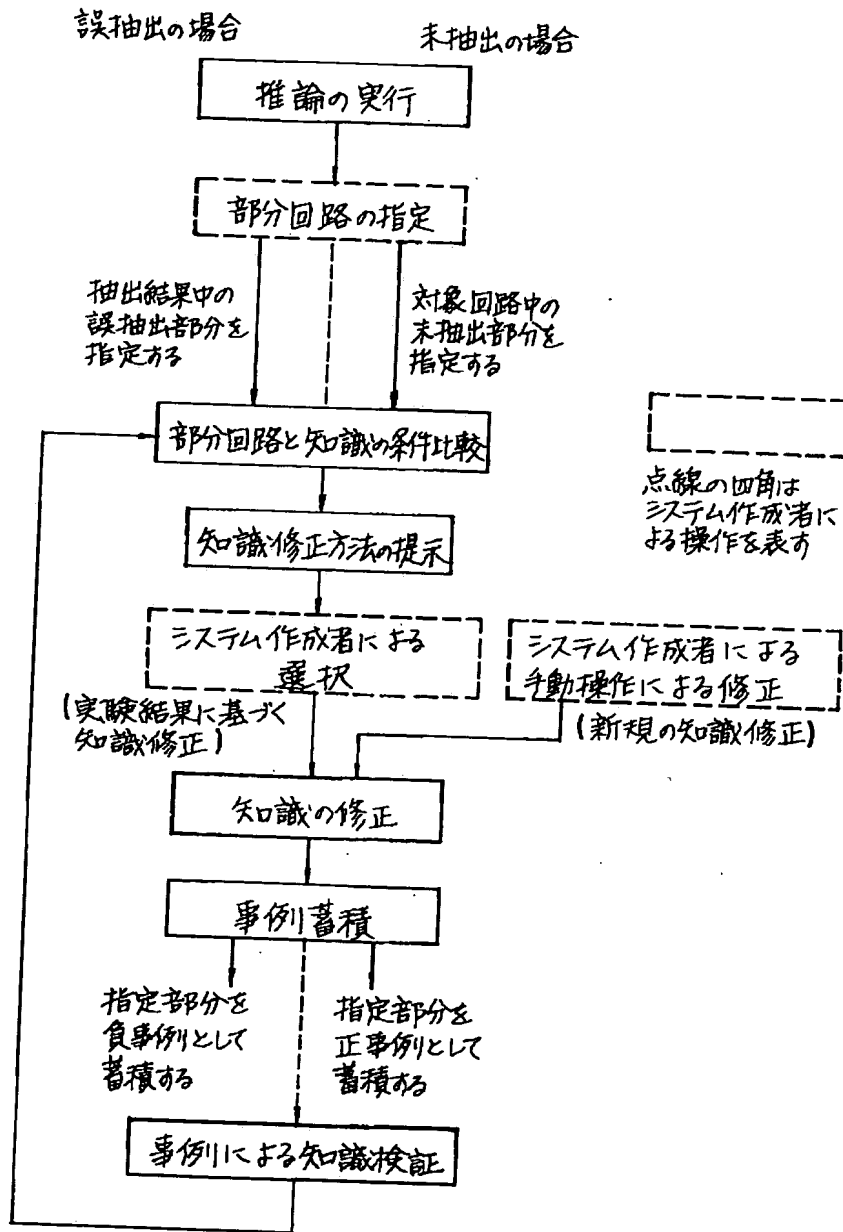 誤抽出の場合
未抽出の場合
推論の実行
部分回路の指定
抽出結果中の
誤抽出部分を
指定する
対象回路中の
未抽出部分を
指定する
部分回路と知識の条件比較
点線の四角は
システム作成者に
よる操作を表す
知識修正方法の提示
システム作成者による
選択
システム作成者による
手動操作による修正
(実験結果に基づく
知識修正)
(新規の知識修正)
知識の修正
事例蓄積
指定部分を
負事例として
蓄積する
指定部分を
正事例として
蓄積する
事例による知識検証